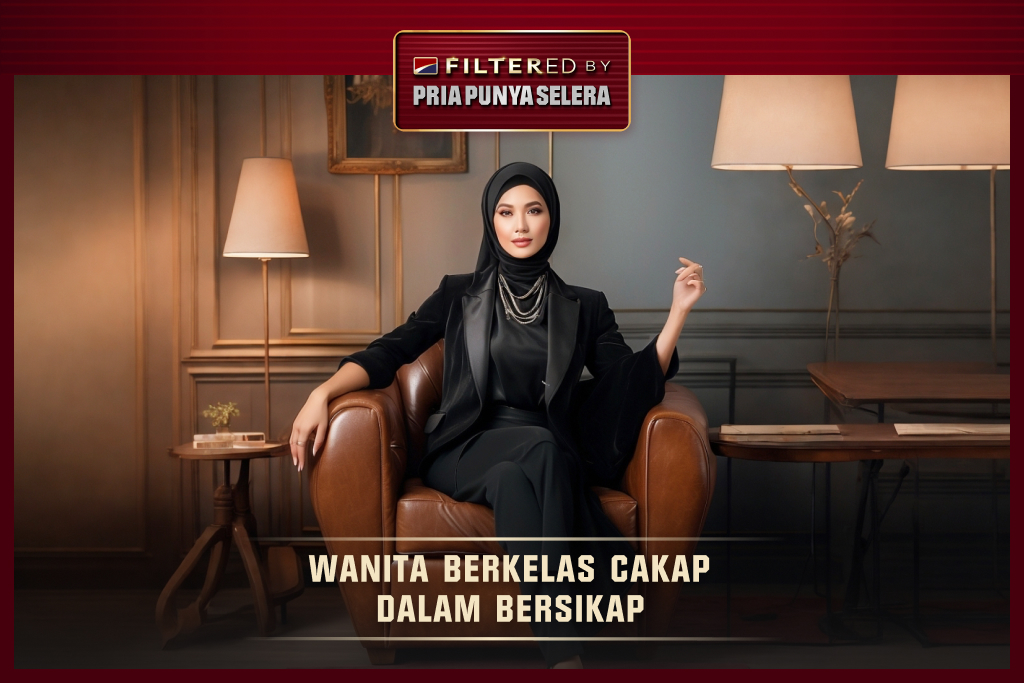 FILTERED BY
PRIA PUNYA SELERA
WANITA BERKELAS CAKAP
DALAM BERSIKAP